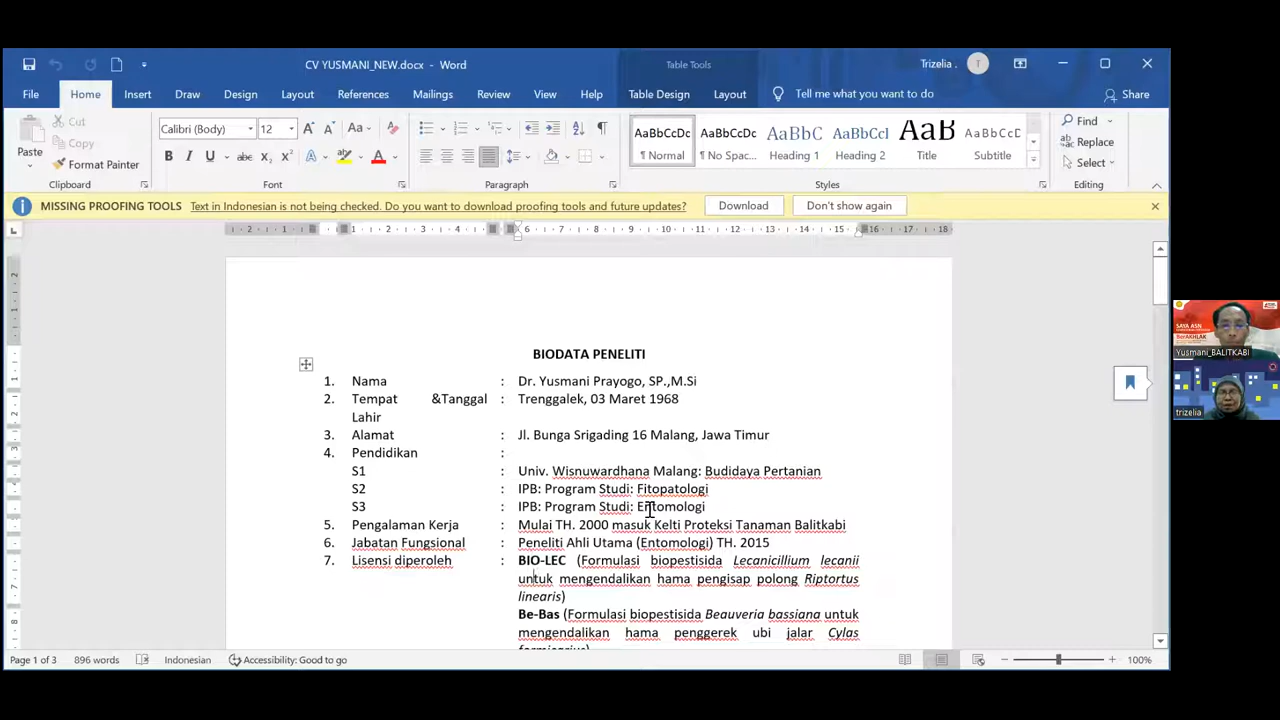 CV YUSMANI_NEW.docx - Word
Table Tools
Trizelia .
T
File Home Insert Draw Design Layout References Mailings Review View Help Table Design Layout Tell me what you want to do Share
Paste
Cut
Copy
Format Painter
Calibri (Body) 12
AaBbCcDc AaBbCcDc AaBbC AaBbCcI AaB AaBbCcD
¶ Normal ¶ No Spac... Heading 1 Heading 2 Title Subtitle
Find
Replace
Select
Clipboard Font Paragraph Styles Editing
MISSING PROOFING TOOLS Text in Indonesian is not being checked. Do you want to download proofing tools and future updates? Download Don't show again
BIODATA PENELITI
1. Nama : Dr. Yusmani Prayogo, SP.,M.Si
2. Tempat &Tanggal Lahir : Trenggalek, 03 Maret 1968
3. Alamat : Jl. Bunga Srigading 16 Malang, Jawa Timur
4. Pendidikan :
S1 : Univ. Wisnuwardhana Malang: Budidaya Pertanian
S2 : IPB: Program Studi: Fitopatologi
S3 : IPB: Program Studi: Entomologi
5. Pengalaman Kerja : Mulai TH. 2000 masuk Kelti Proteksi Tanaman Balitkabi
6. Jabatan Fungsional : Peneliti Ahli Utama (Entomologi) TH. 2015
7. Lisensi diperoleh : BIO-LEC (Formulasi biopestisida Lecanicillium lecanii
untuk mengendalikan hama pengisap polong Riptortus
linearis)
Be-Bas (Formulasi biopestisida Beauveria bassiana untuk
mengendalikan hama penggerek ubi jalar Cylas
formicarius)
Page 1 of 3 896 words Indonesian Accessibility: Good to go 100%
SAYA ASN
BerAKHLAK
Yusmani_BALITKABI
trizelia